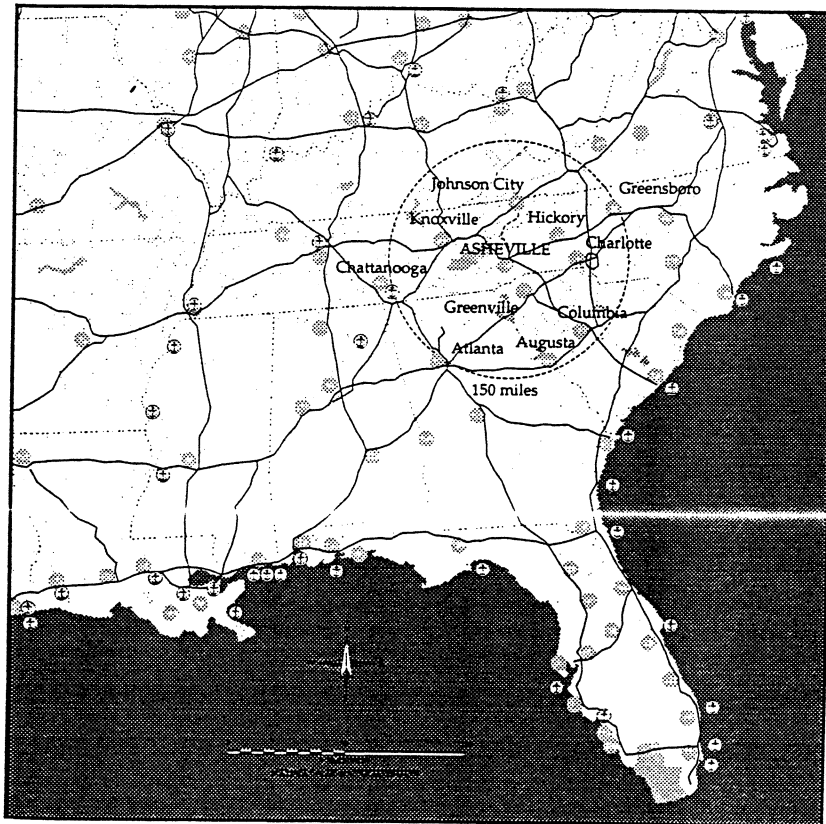 Johnson City
Greensboro
Knoxville
Hickory
ASHEVILLE
Charlotte
Chattanooga
Greenville
Columbia
Atlanta
Augusta
150 miles